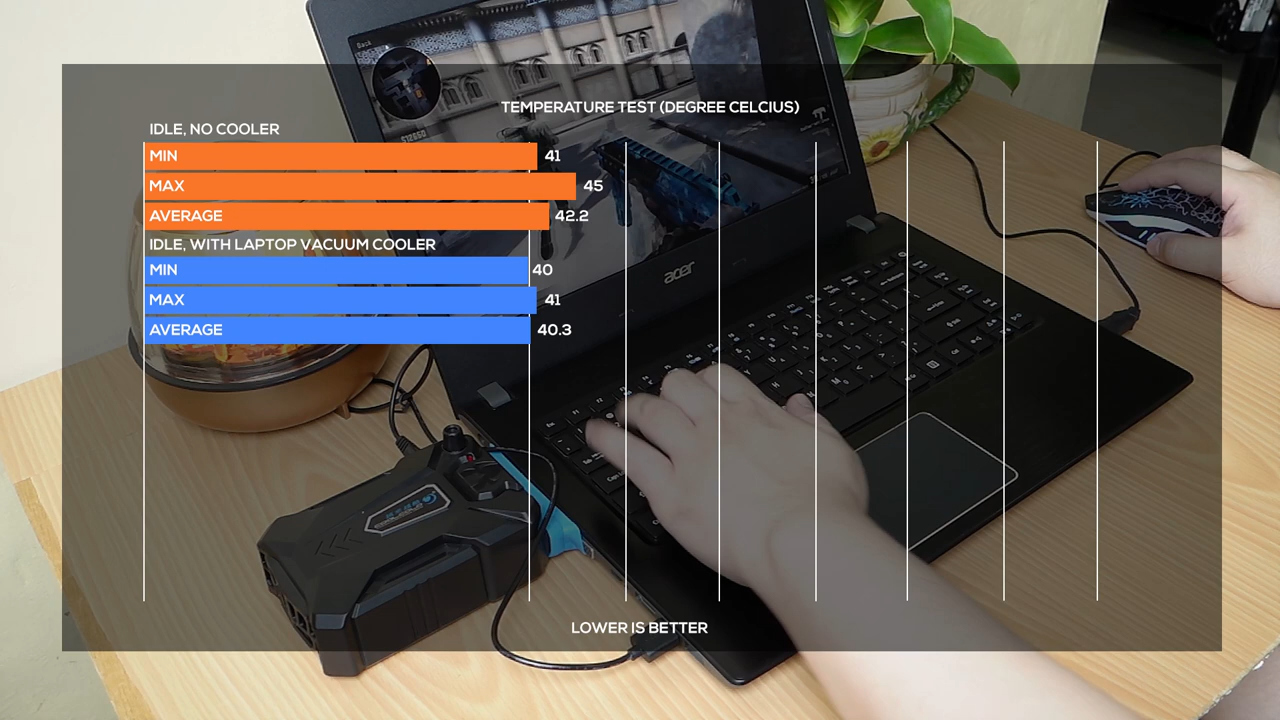 Back
TEMPERATURE TEST (DEGREE CELCIUS)
IDLE, NO COOLER
MIN 41
MAX 45
AVERAGE 42.2
IDLE, WITH LAPTOP VACUUM COOLER
MIN 40
MAX 41
AVERAGE 40.3
acer
LOWER IS BETTER